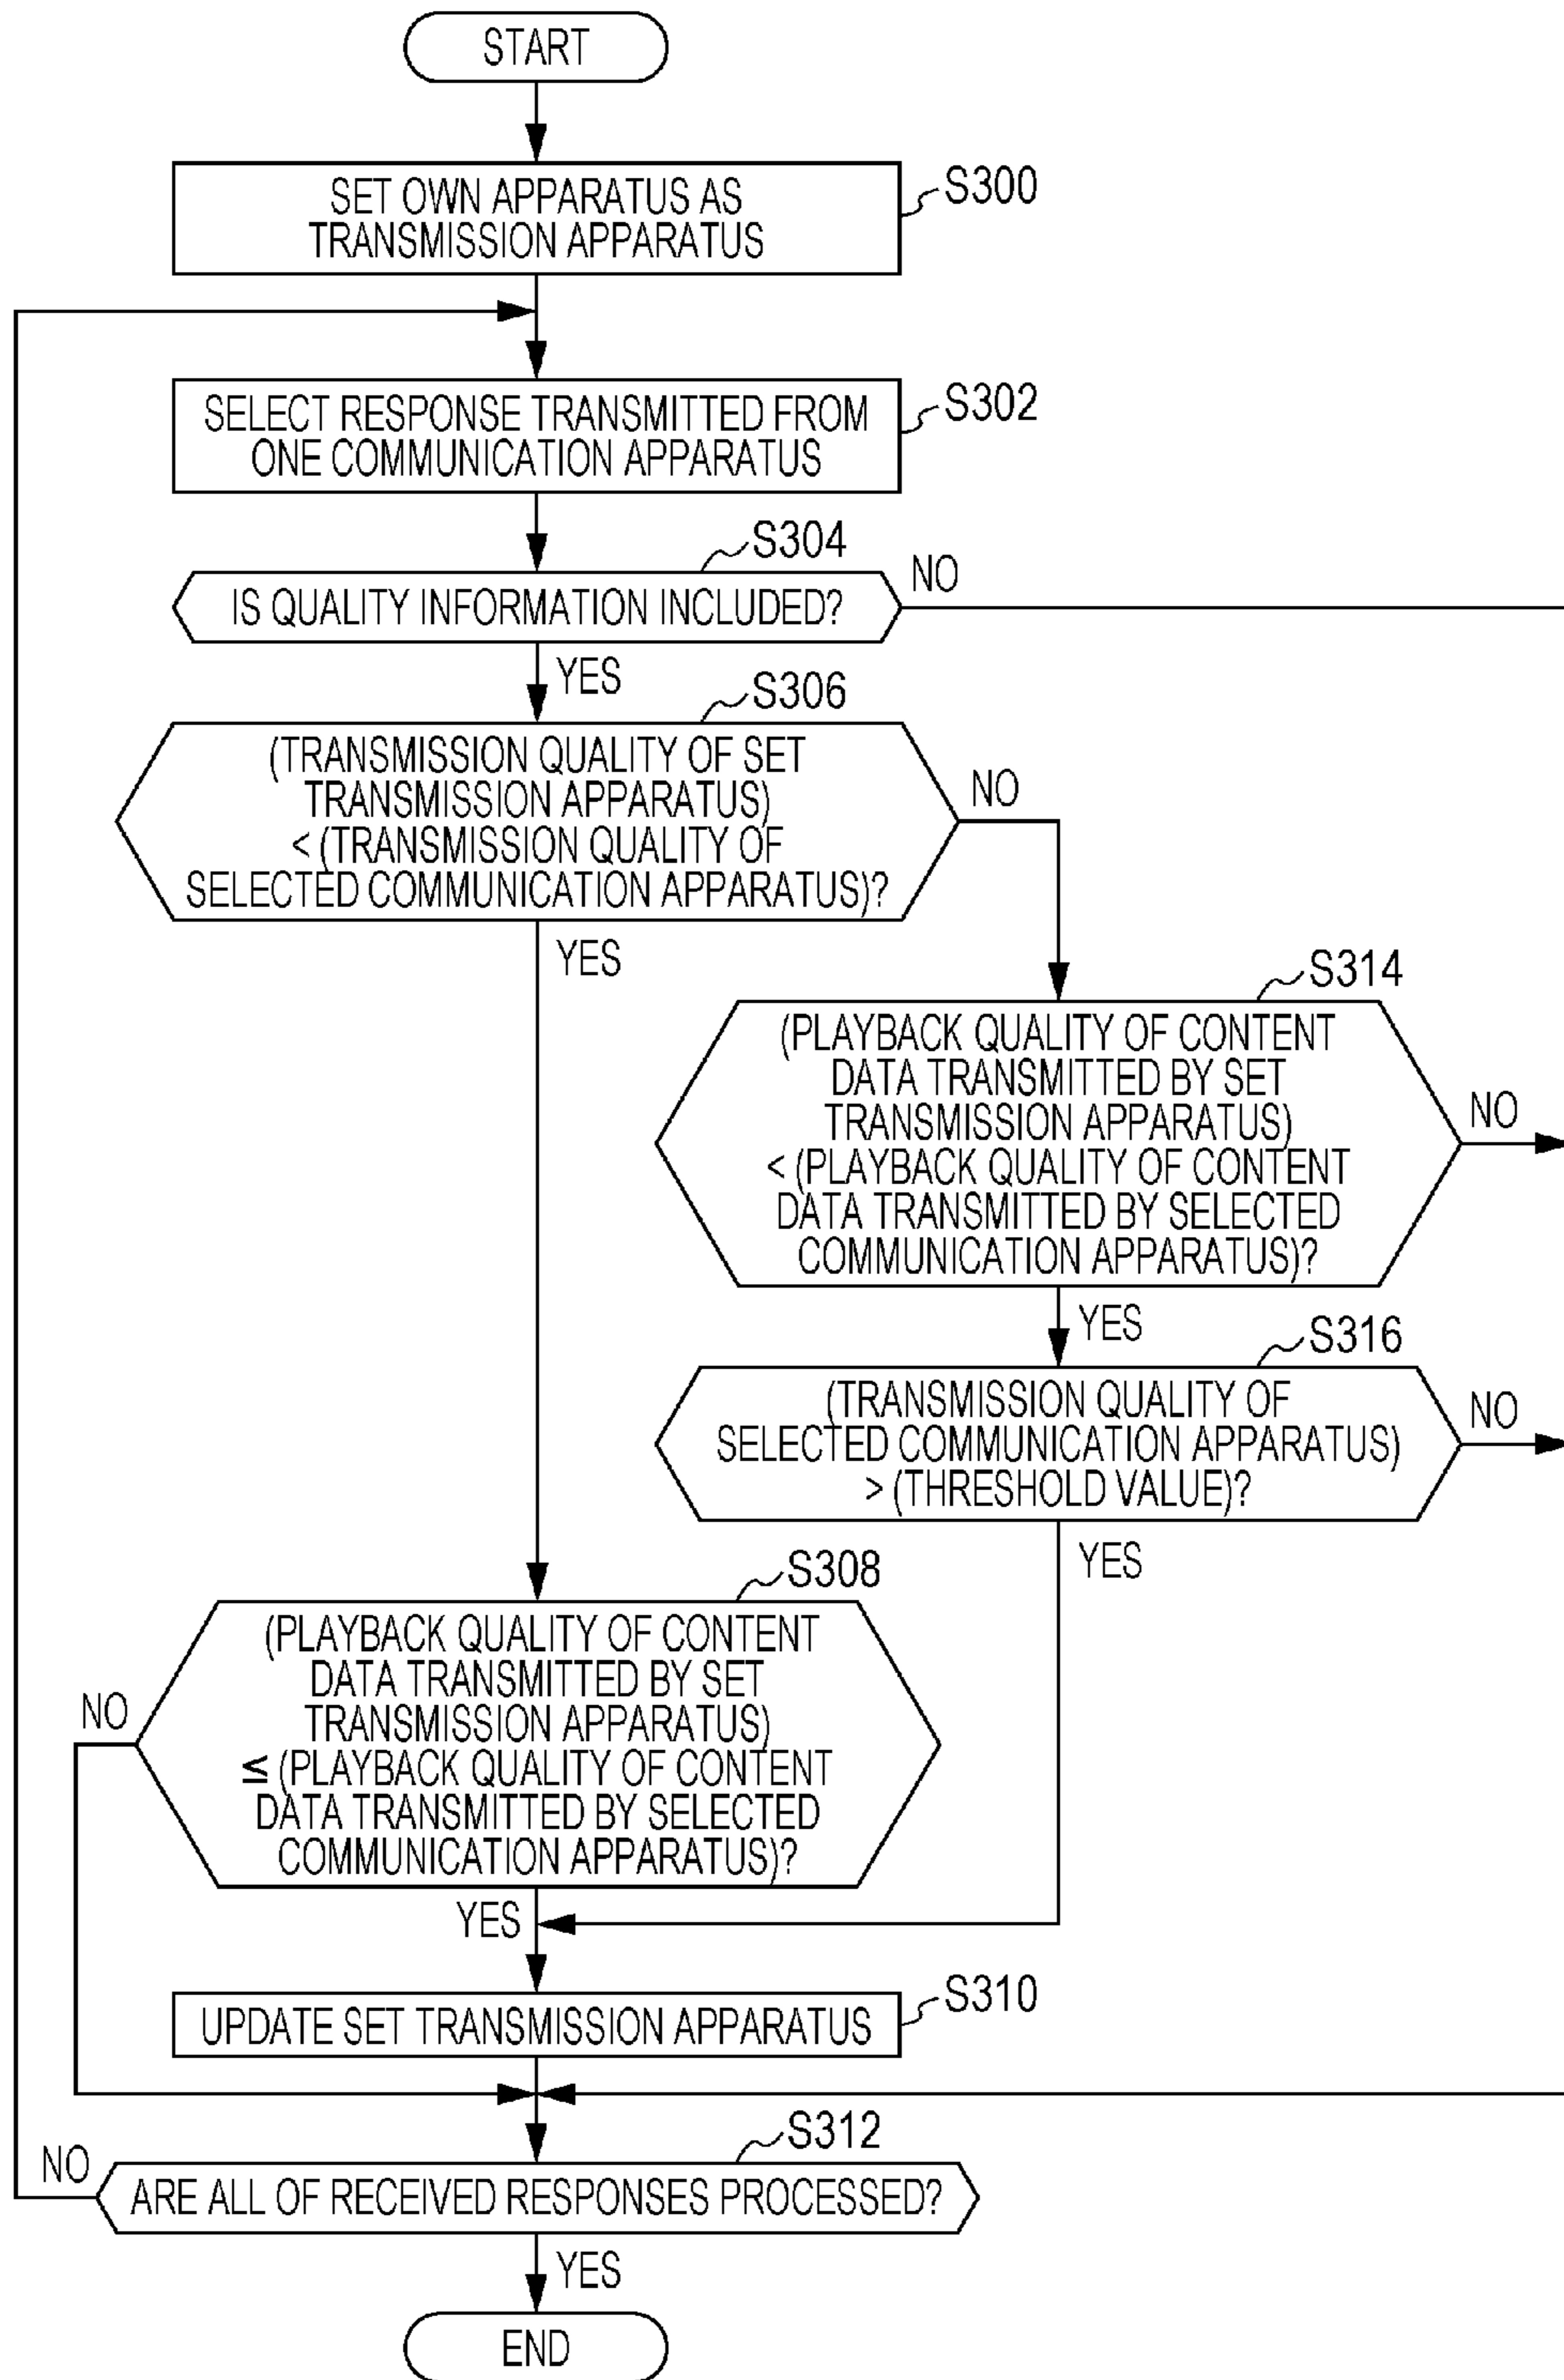 START
SET OWN APPARATUS AS
TRANSMISSION APPARATUS
S300
SELECT RESPONSE TRANSMITTED FROM
ONE COMMUNICATION APPARATUS
S302
S304
IS QUALITY INFORMATION INCLUDED?
NO
YES
S306
(TRANSMISSION QUALITY OF SET
TRANSMISSION APPARATUS)
< (TRANSMISSION QUALITY OF
SELECTED COMMUNICATION APPARATUS)?
NO
YES
S314
(PLAYBACK QUALITY OF CONTENT
DATA TRANSMITTED BY SET
TRANSMISSION APPARATUS)
< (PLAYBACK QUALITY OF CONTENT
DATA TRANSMITTED BY SELECTED
COMMUNICATION APPARATUS)?
NO
YES
S316
(TRANSMISSION QUALITY OF
SELECTED COMMUNICATION APPARATUS)
> (THRESHOLD VALUE)?
NO
YES
S308
(PLAYBACK QUALITY OF CONTENT
DATA TRANSMITTED BY SET
TRANSMISSION APPARATUS)
≦ (PLAYBACK QUALITY OF CONTENT
DATA TRANSMITTED BY SELECTED
COMMUNICATION APPARATUS)?
NO
YES
S310
UPDATE SET TRANSMISSION APPARATUS
S312
NO
ARE ALL OF RECEIVED RESPONSES PROCESSED?
YES
END